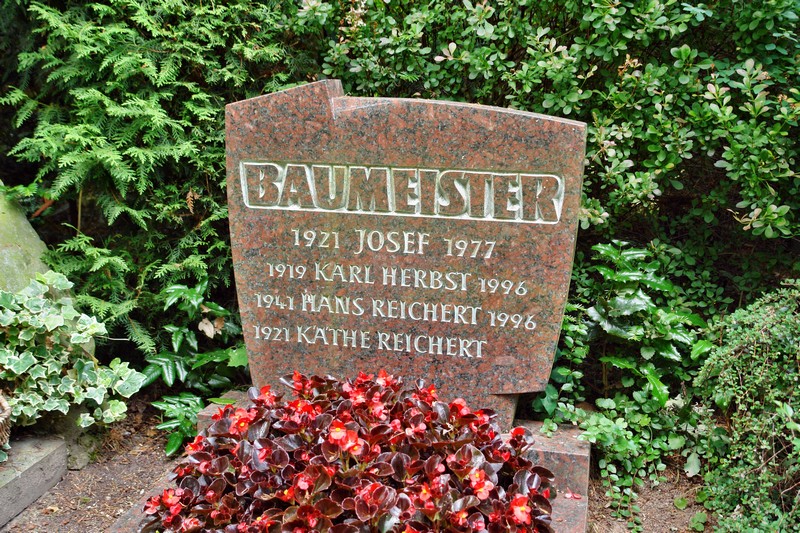 BAUMEISTER
1921 JOSEF 1977
1919 KARL HERBST 1996
1941 HANS REICHERT 1996
1921 KÄTHE REICHERT